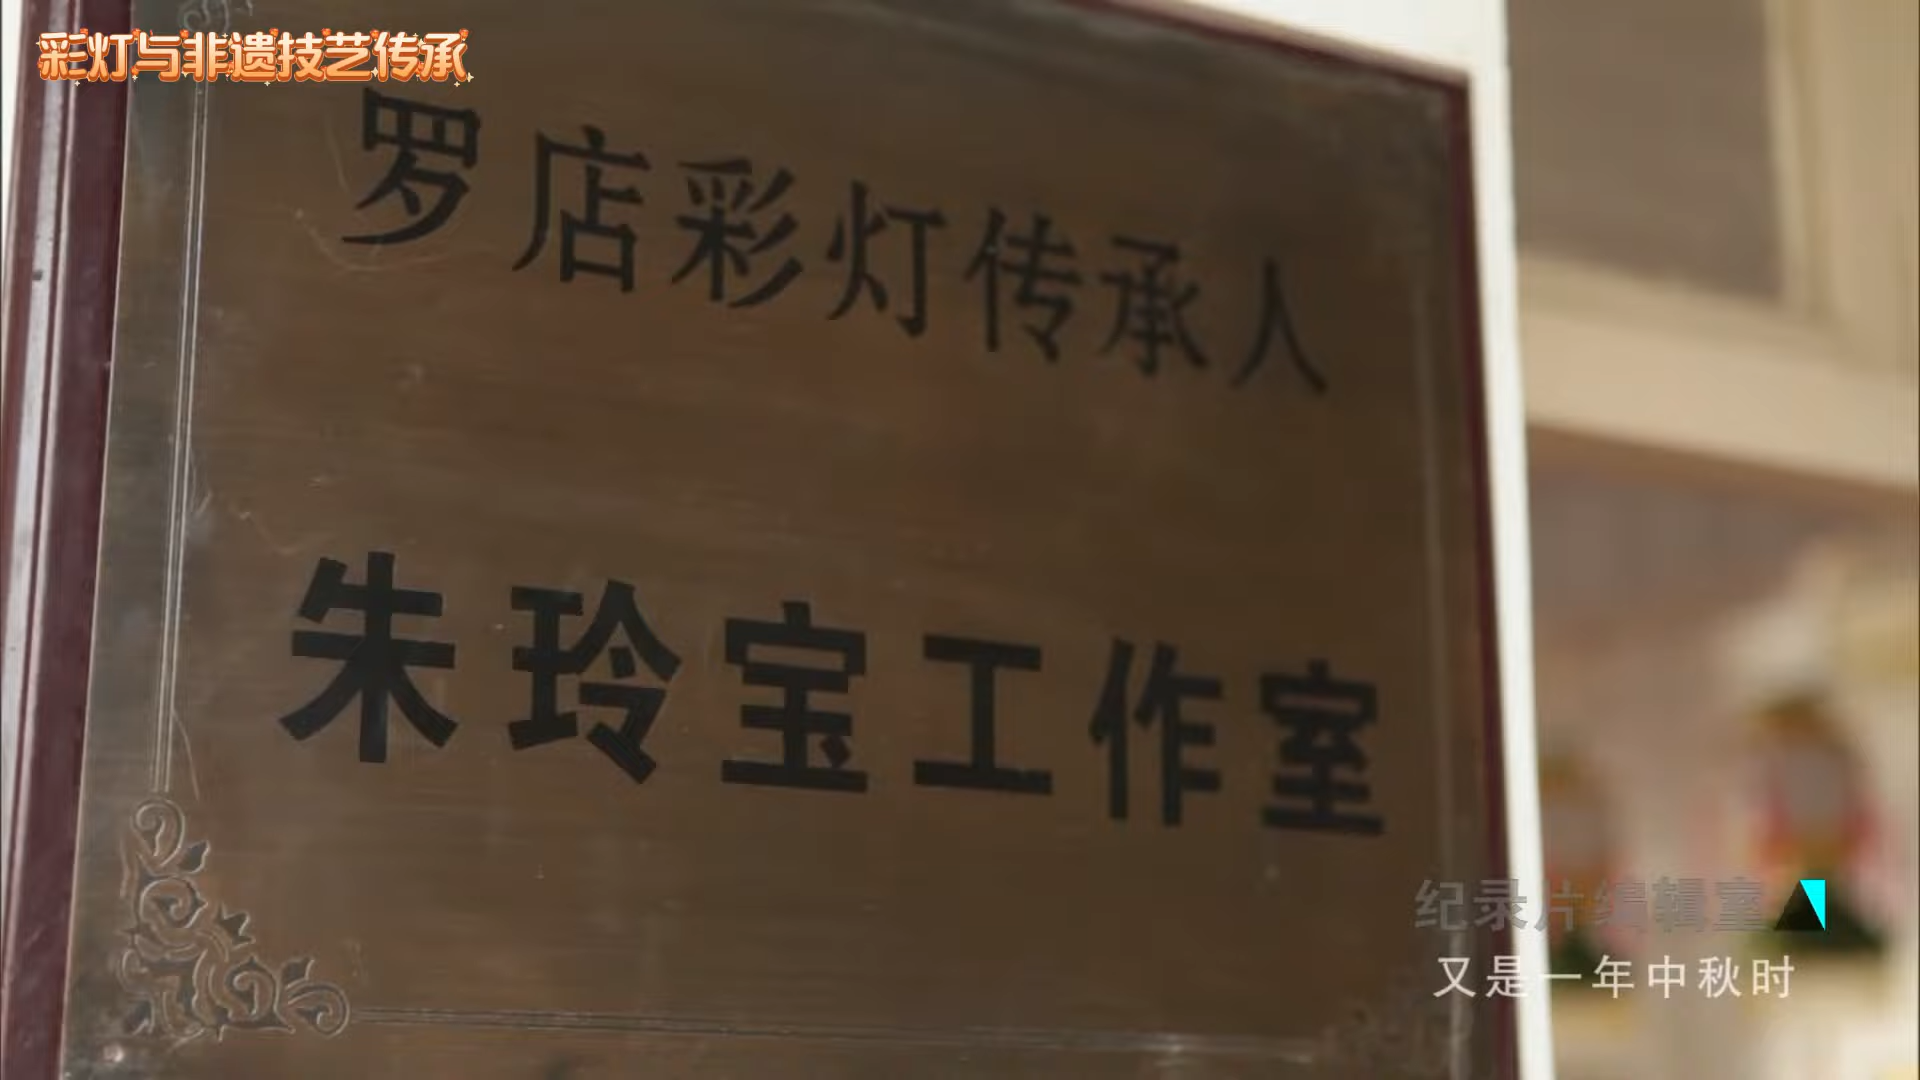 彩灯与非遗技艺传承
罗店彩灯传承人
朱玲宝工作室
纪录片编辑室
又是一年中秋时